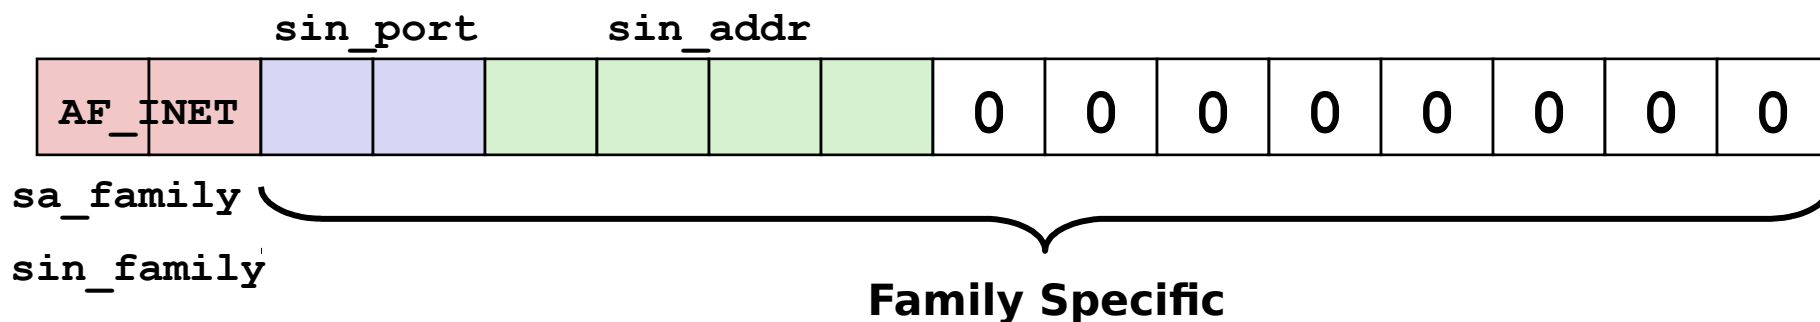 sin_port sin_addr
AF_INET 0 0 0 0 0 0 0 0
sa_family
sin_family
Family Specific